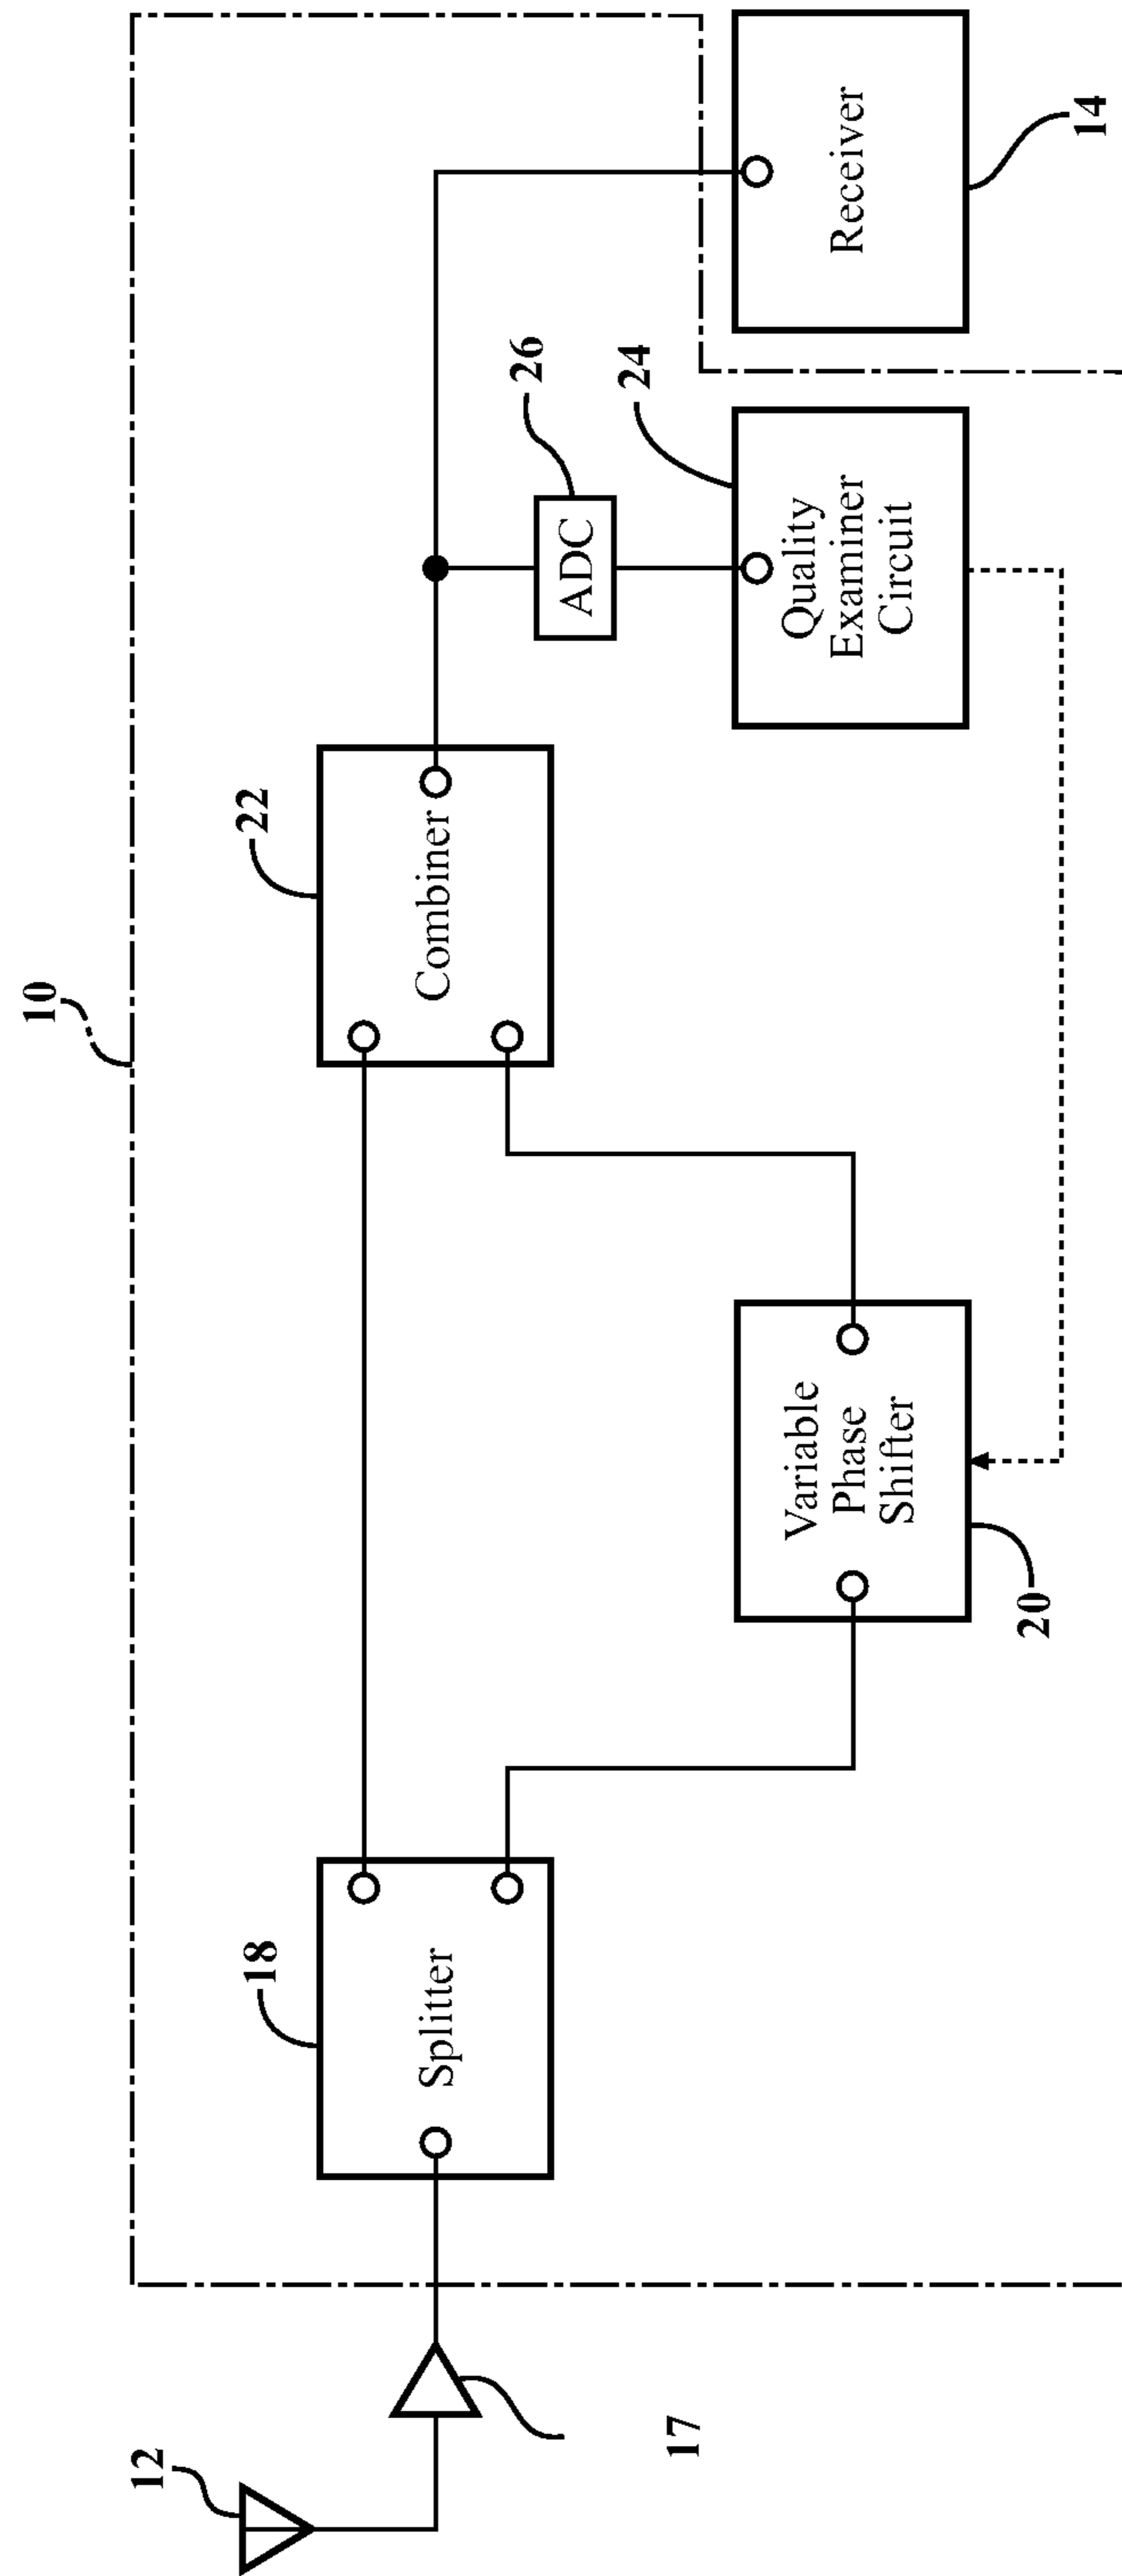 10
12
17
18
Splitter
22
Combiner
26
ADC
24
Quality
Examiner
Circuit
Receiver
14
Variable
Phase
Shifter
20